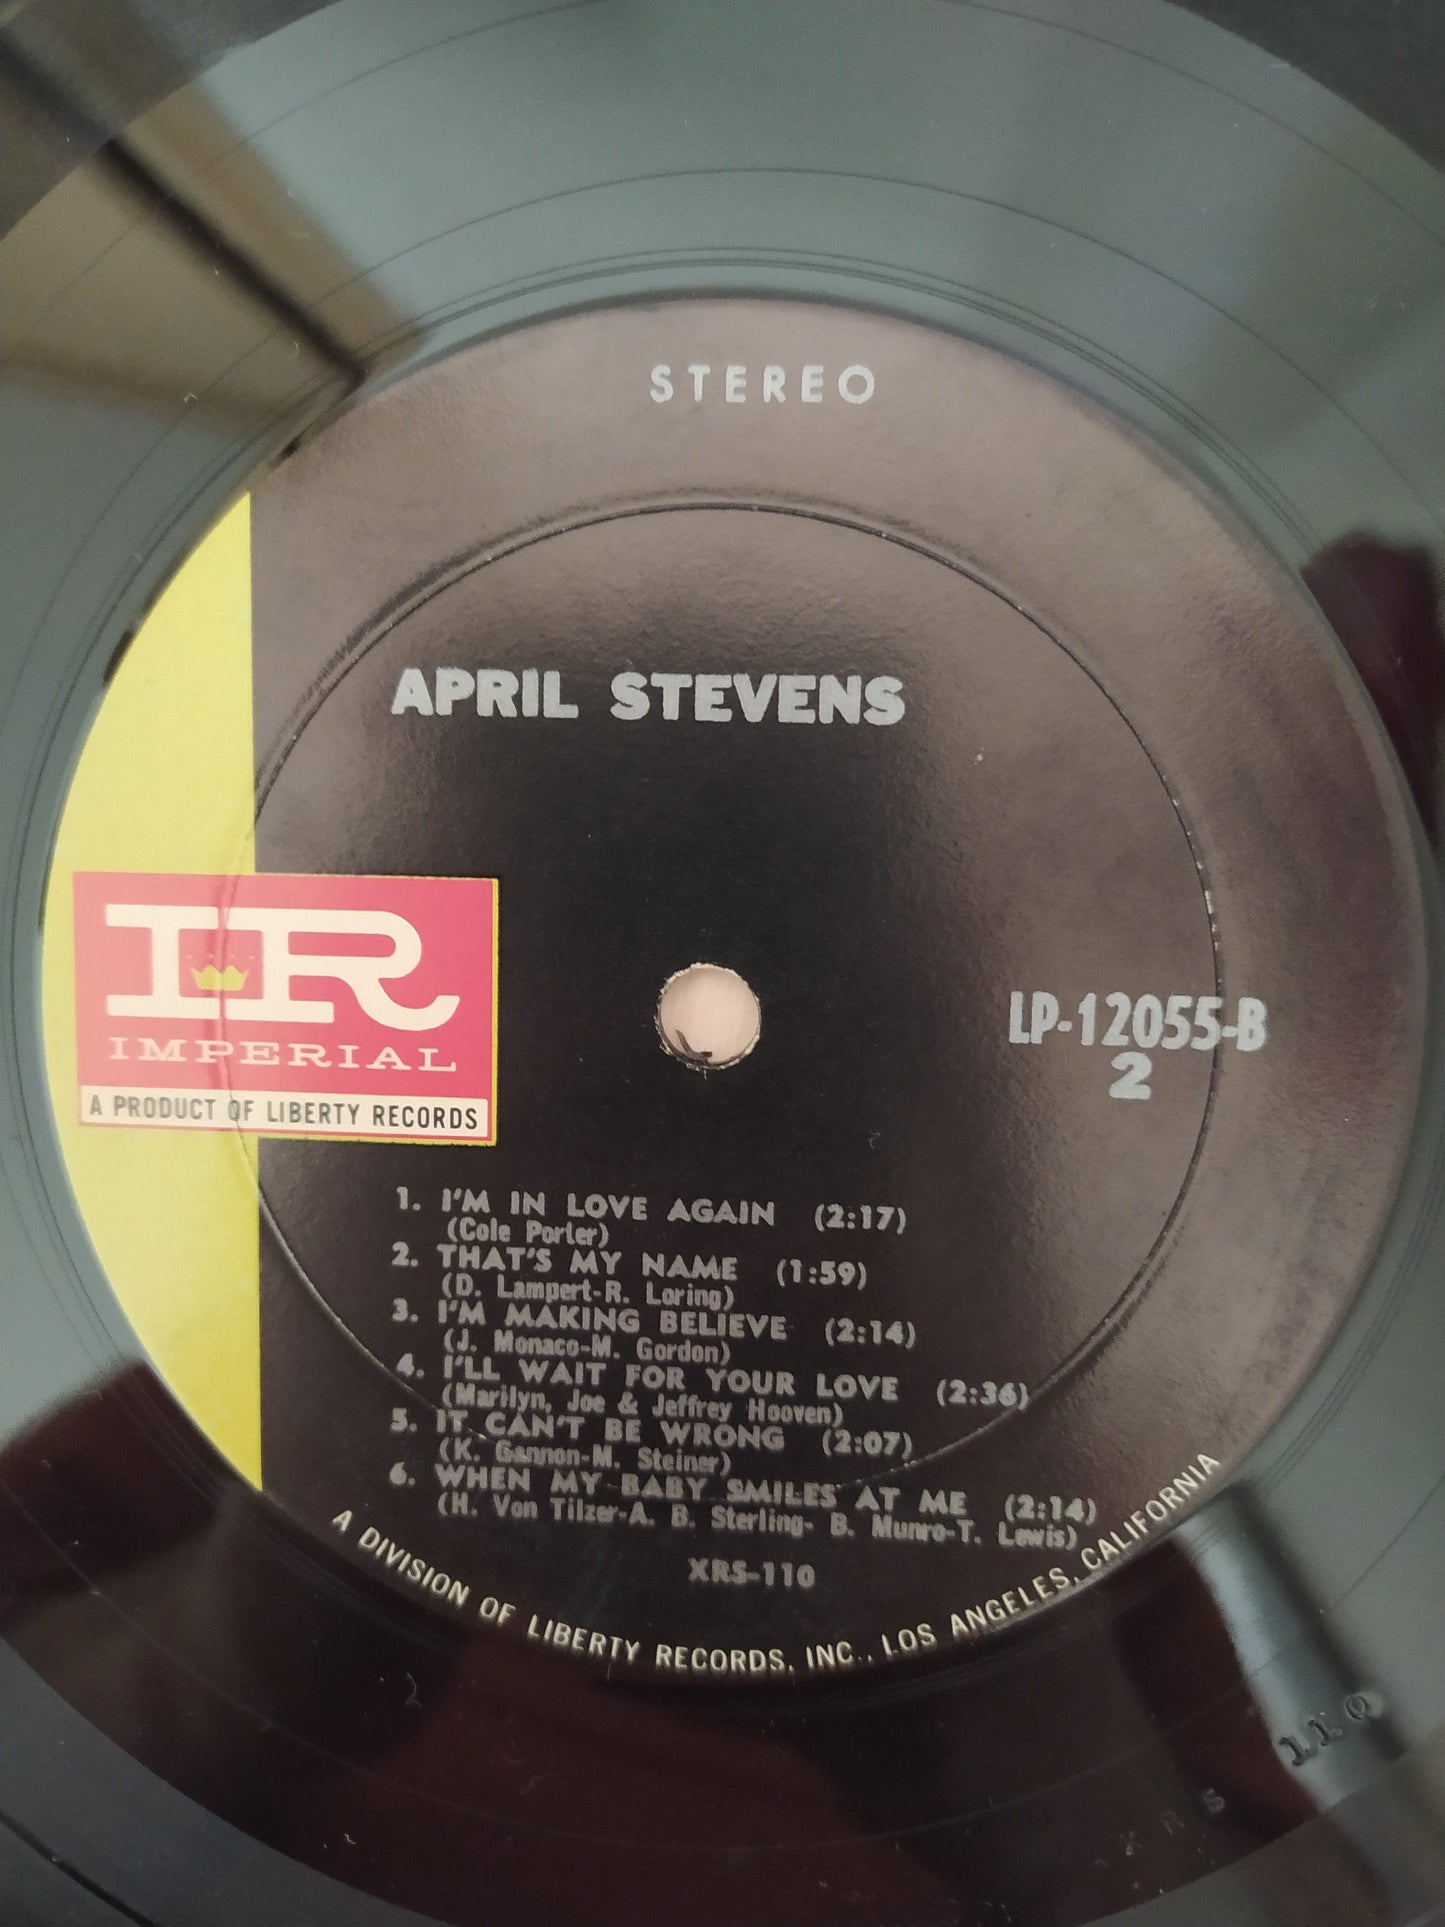 STEREO
APRIL STEVENS
IR
IMPERIAL
A PRODUCT OF LIBERTY RECORDS
LP-12055-B
2
1. I'M IN LOVE AGAIN (2:17)
(Cole Porter)
2. THAT'S MY NAME (1:59)
(D. Lampert-R. Loring)
3. I'M MAKING BELIEVE (2:14)
(J. Monaco-M. Gordon)
4. I'LL WAIT FOR YOUR LOVE (2:36)
(Marilyn, Joe & Jeffrey Hooven)
5. IT CAN'T BE WRONG (2:07)
(K. Gannon-M. Steiner)
6. WHEN MY BABY SMILES AT ME (2:14)
(H. Von Tilzer-A. B. Sterling- B. Munro-T. Lewis)
XRS-110
A DIVISION OF LIBERTY RECORDS, INC., LOS ANGELES, CALIFORNIA
XRS 110